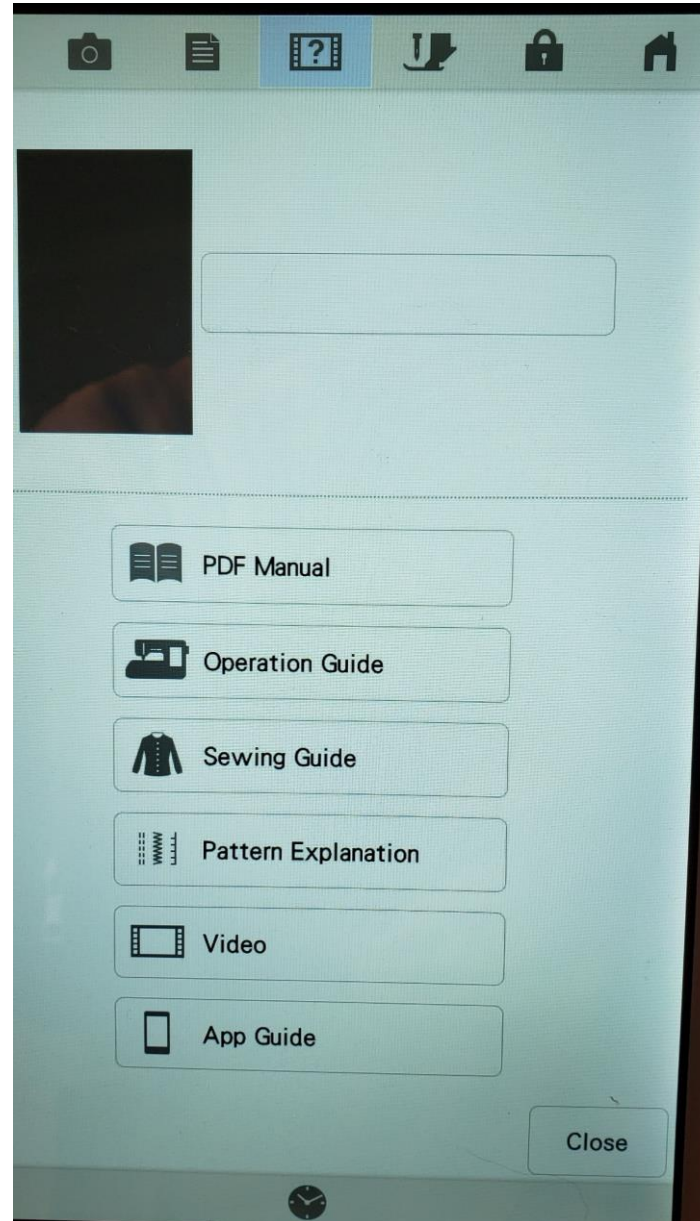 ?
PDF Manual
Operation Guide
Sewing Guide
Pattern Explanation
Video
App Guide
Close